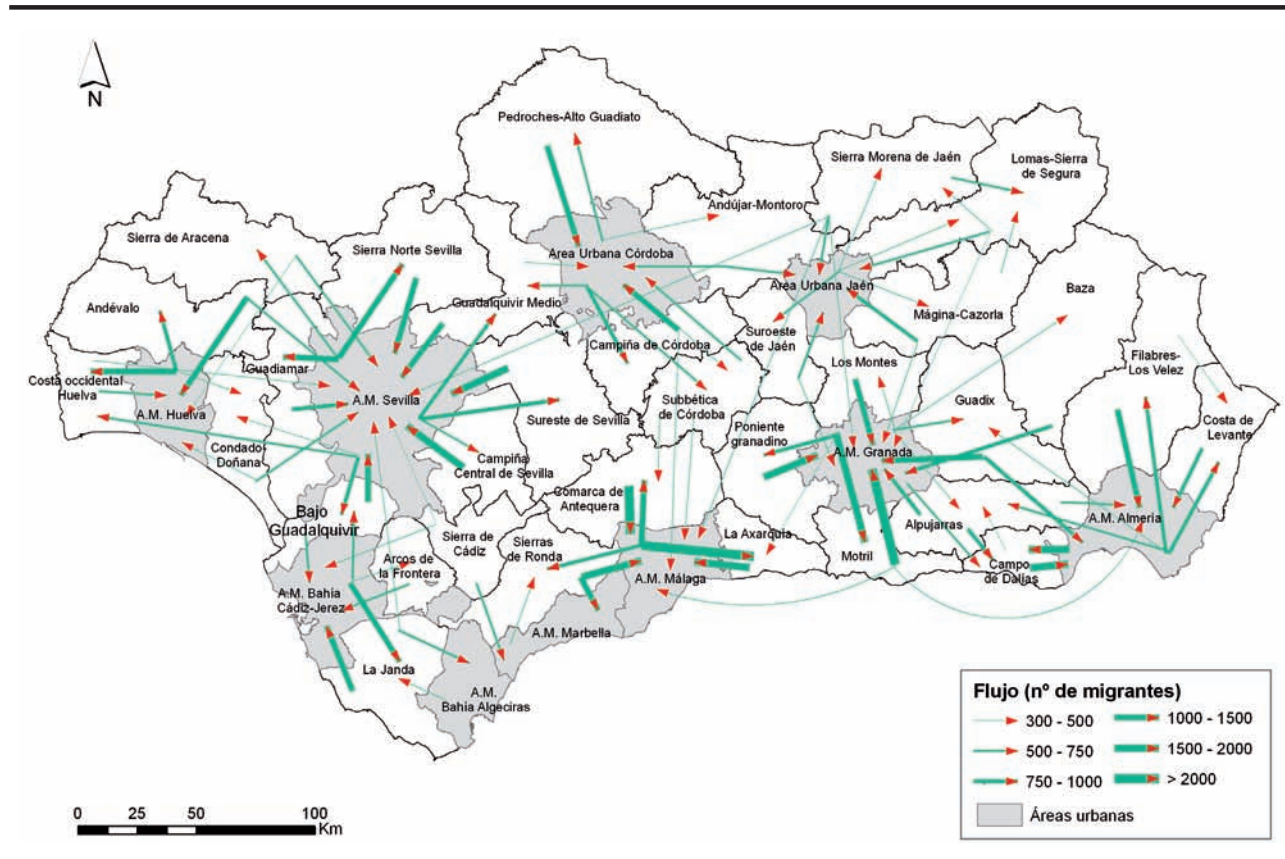 N
Pedroches-Alto Guadiato
Sierra Morena de Jaén
Lomas-Sierra
de Segura
Andújar-Montoro
Sierra de Aracena
Sierra Norte Sevilla
Area Urbana Córdoba
Area Urbana Jaén
Baza
Andévalo
Guadalquivir Medio
Mágina-Cazorla
Suroeste
de Jaén
Campiña de Córdoba
Los Montes
Filabres-
Los Velez
Guadiamar
Costa occidental
Huelva
A.M. Huelva
A.M. Sevilla
Subbética
de Córdoba
Guadix
Sureste de Sevilla
Poniente
granadino
Costa de
Levante
A.M. Granada
Condado-
Doñana
Campiña
Central de Sevilla
Comarca de
Antequera
Bajo
Guadalquivir
A.M. Almeria
Alpujarras
La Axarquia
Sierra de
Cádiz
Sierras
de Ronda
Motril
Arcos de
la Frontera
Campo
de Dalías
A.M. Málaga
A.M. Bahia
Cádiz-Jerez
A.M. Marbella
La Janda
A.M.
Bahia Algeciras
Flujo (nº de migrantes)
300 - 500
1000 - 1500
500 - 750
1500 - 2000
750 - 1000
> 2000
Áreas urbanas
0 25 50 100
Km